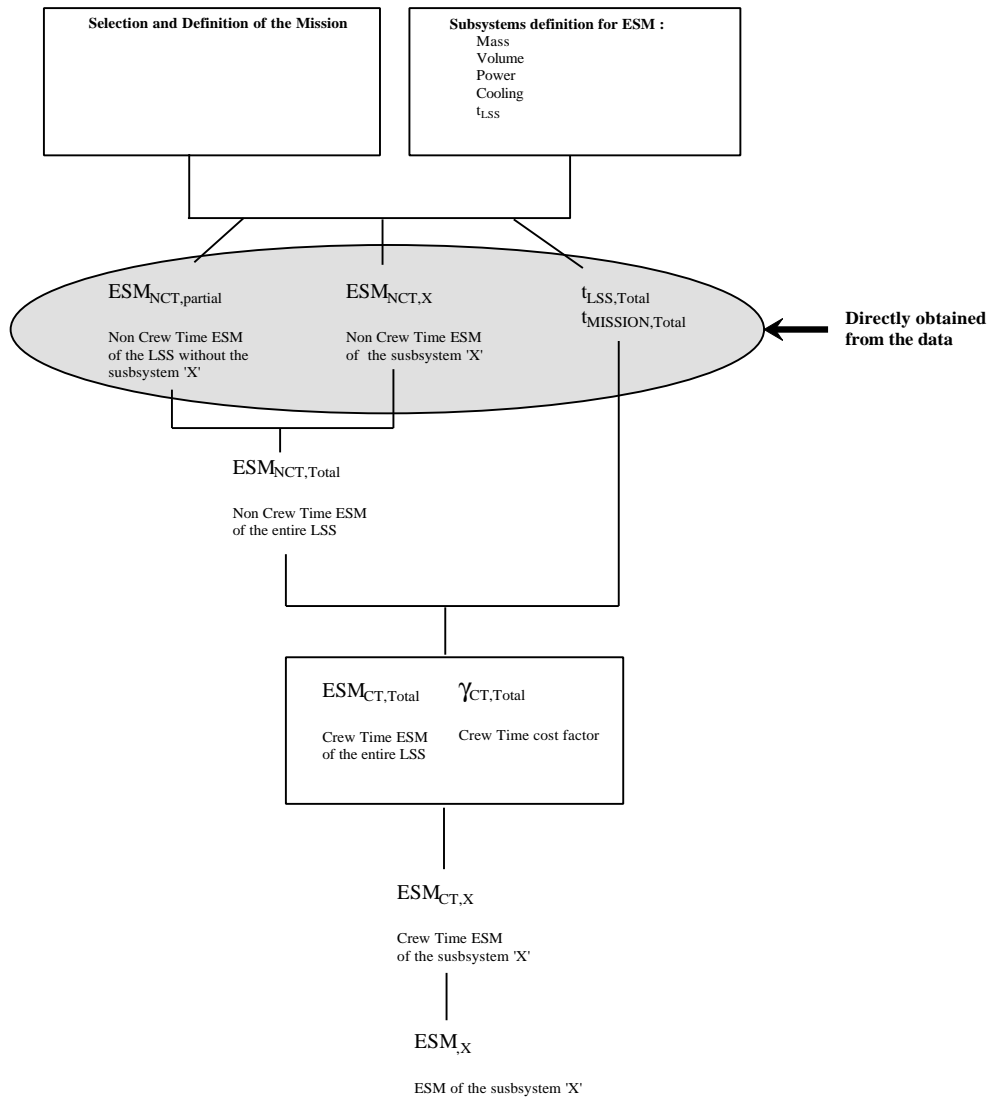 Selection and Definition of the Mission
Subsystems definition for ESM :
Mass
Volume
Power
Cooling
tLSS
ESMNCT,partial
Non Crew Time ESM
of the LSS without the
susbsystem 'X'
ESMNCT,X
Non Crew Time ESM
of the susbsystem 'X'
tLSS,Total
tMISSION,Total
Directly obtained
from the data
ESMNCT,Total
Non Crew Time ESM
of the entire LSS
ESMCT,Total
Crew Time ESM
of the entire LSS
γCT,Total
Crew Time cost factor
ESMCT,X
Crew Time ESM
of the susbsystem 'X'
ESM,X
ESM of the susbsystem 'X'